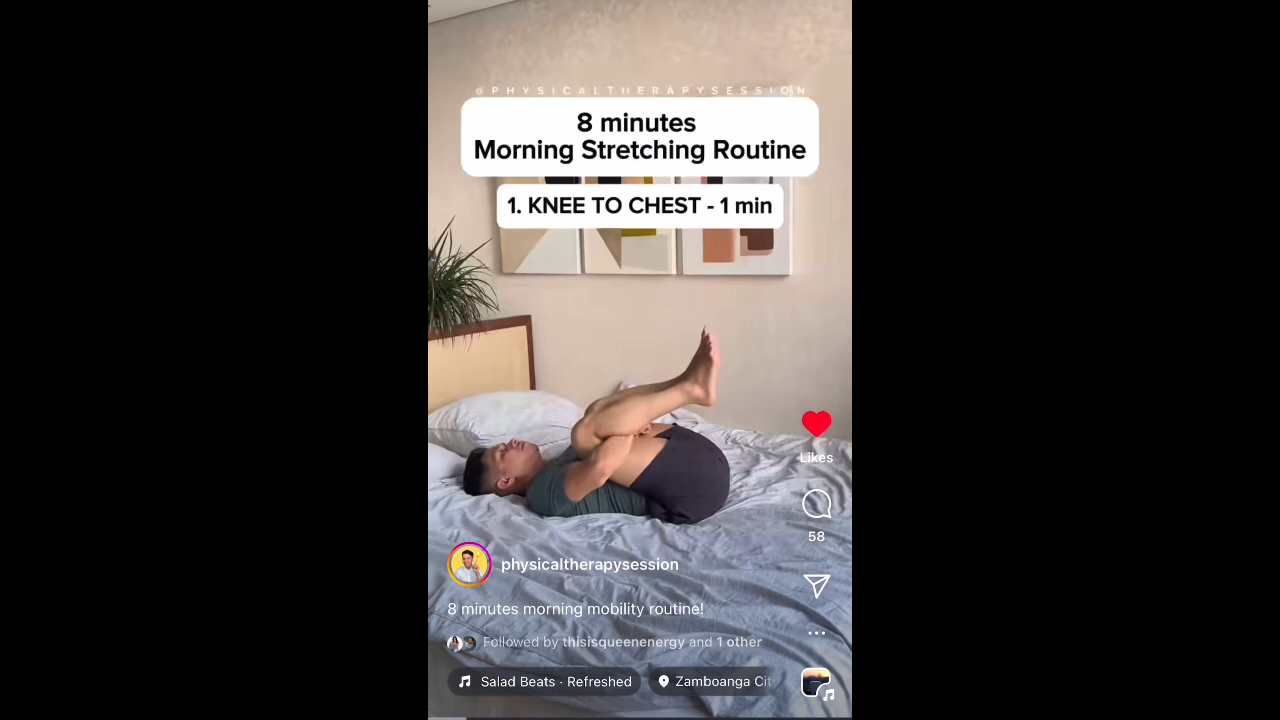 @PHYSICALTHERAPYSESSION
8 minutes
Morning Stretching Routine
1. KNEE TO CHEST - 1 min
Likes
58
physicaltherapysession
8 minutes morning mobility routine!
Followed by thisisqueenenergy and 1 other
Salad Beats · Refreshed
Zamboanga Cit